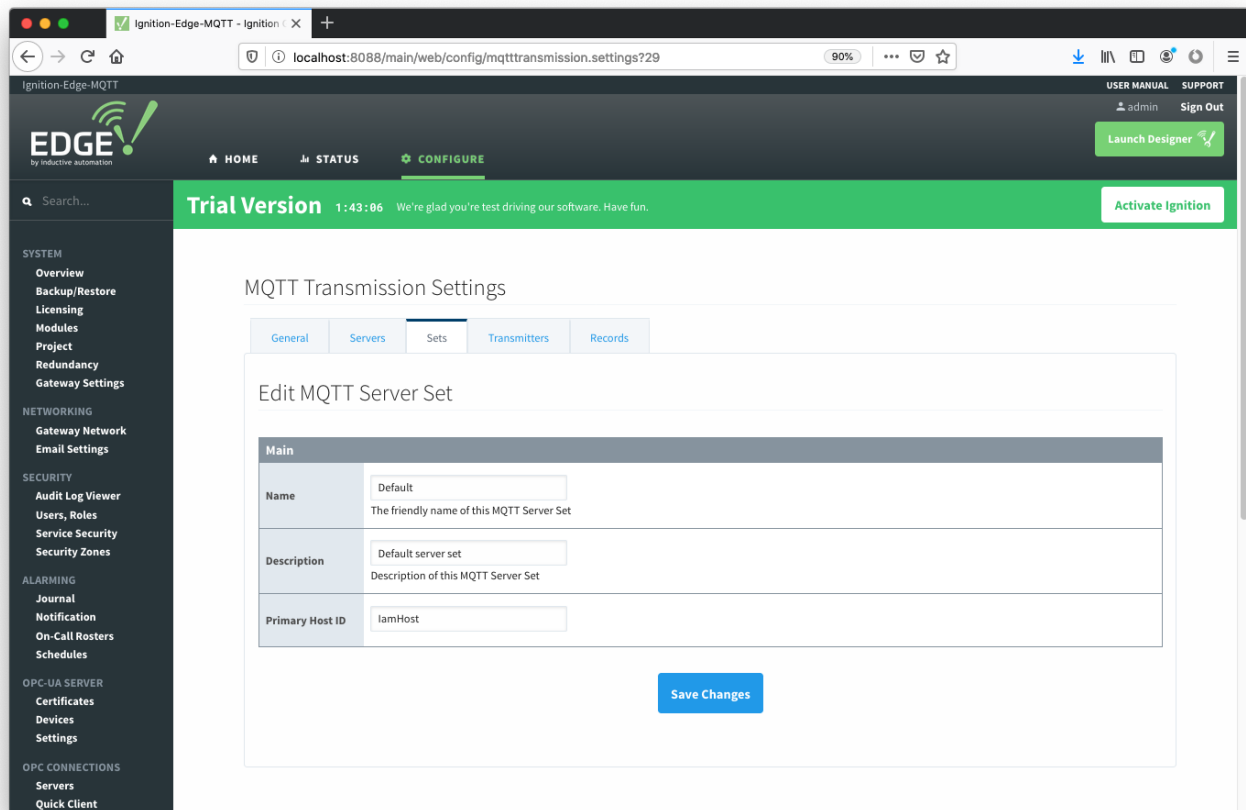 Ignition-Edge-MQTT - Ignition
localhost:8088/main/web/config/mqtttransmission.settings?29
90%
Ignition-Edge-MQTT
USER MANUAL SUPPORT
admin Sign Out
EDGE!
by inductive automation
Launch Designer
HOME STATUS CONFIGURE
Search...
Trial Version 1:43:06 We're glad you're test driving our software. Have fun.
Activate Ignition
SYSTEM
Overview
Backup/Restore
Licensing
Modules
Project
Redundancy
Gateway Settings
NETWORKING
Gateway Network
Email Settings
SECURITY
Audit Log Viewer
Users, Roles
Service Security
Security Zones
ALARMING
Journal
Notification
On-Call Rosters
Schedules
OPC-UA SERVER
Certificates
Devices
Settings
OPC CONNECTIONS
Servers
Quick Client
MQTT Transmission Settings
General Servers Sets Transmitters Records
Edit MQTT Server Set
Main
Name
Default
The friendly name of this MQTT Server Set
Description
Default server set
Description of this MQTT Server Set
Primary Host ID
IamHost
Save Changes